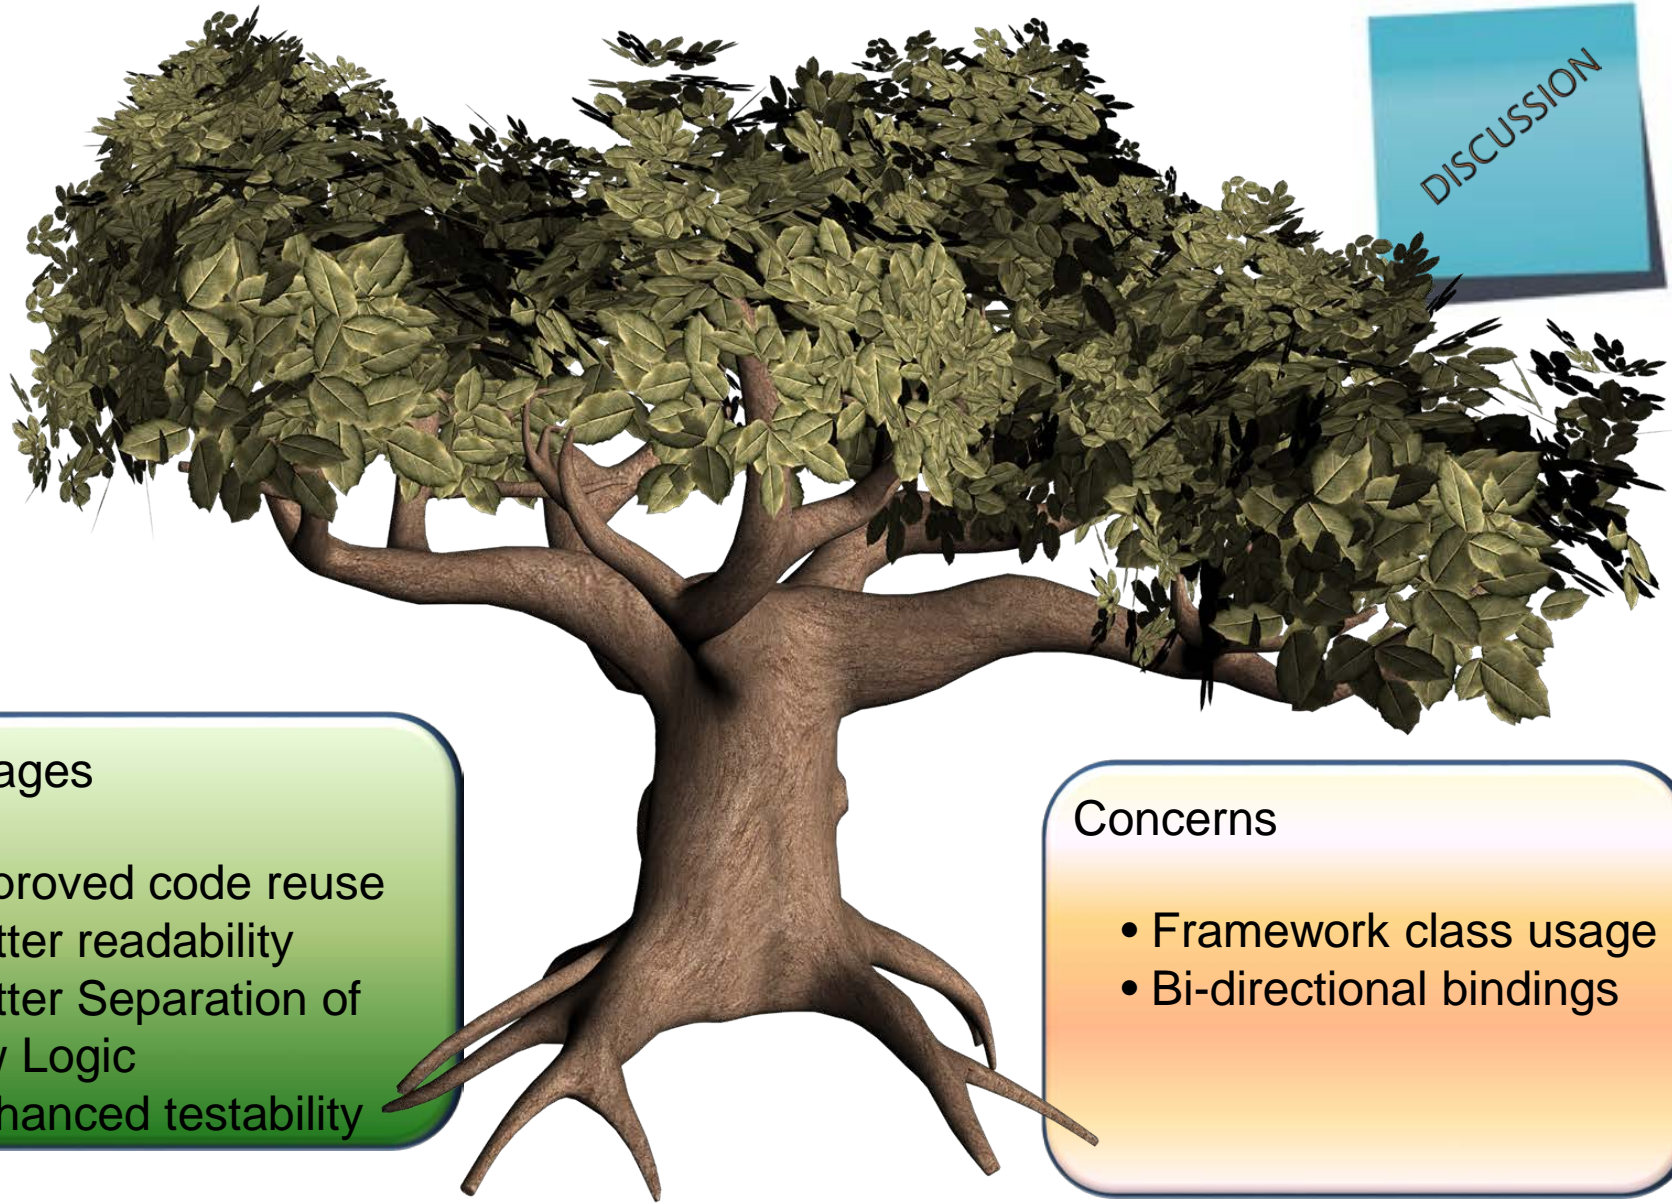 DISCUSSION
ages
proved code reuse
tter readability
tter Separation of
Logic
hanced testability
Concerns
• Framework class usage
• Bi-directional bindings